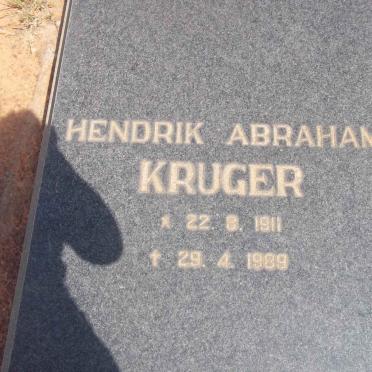 HENDRIK ABRAHAM
KRUGER
* 22. 8. 1911
† 29. 4. 1989